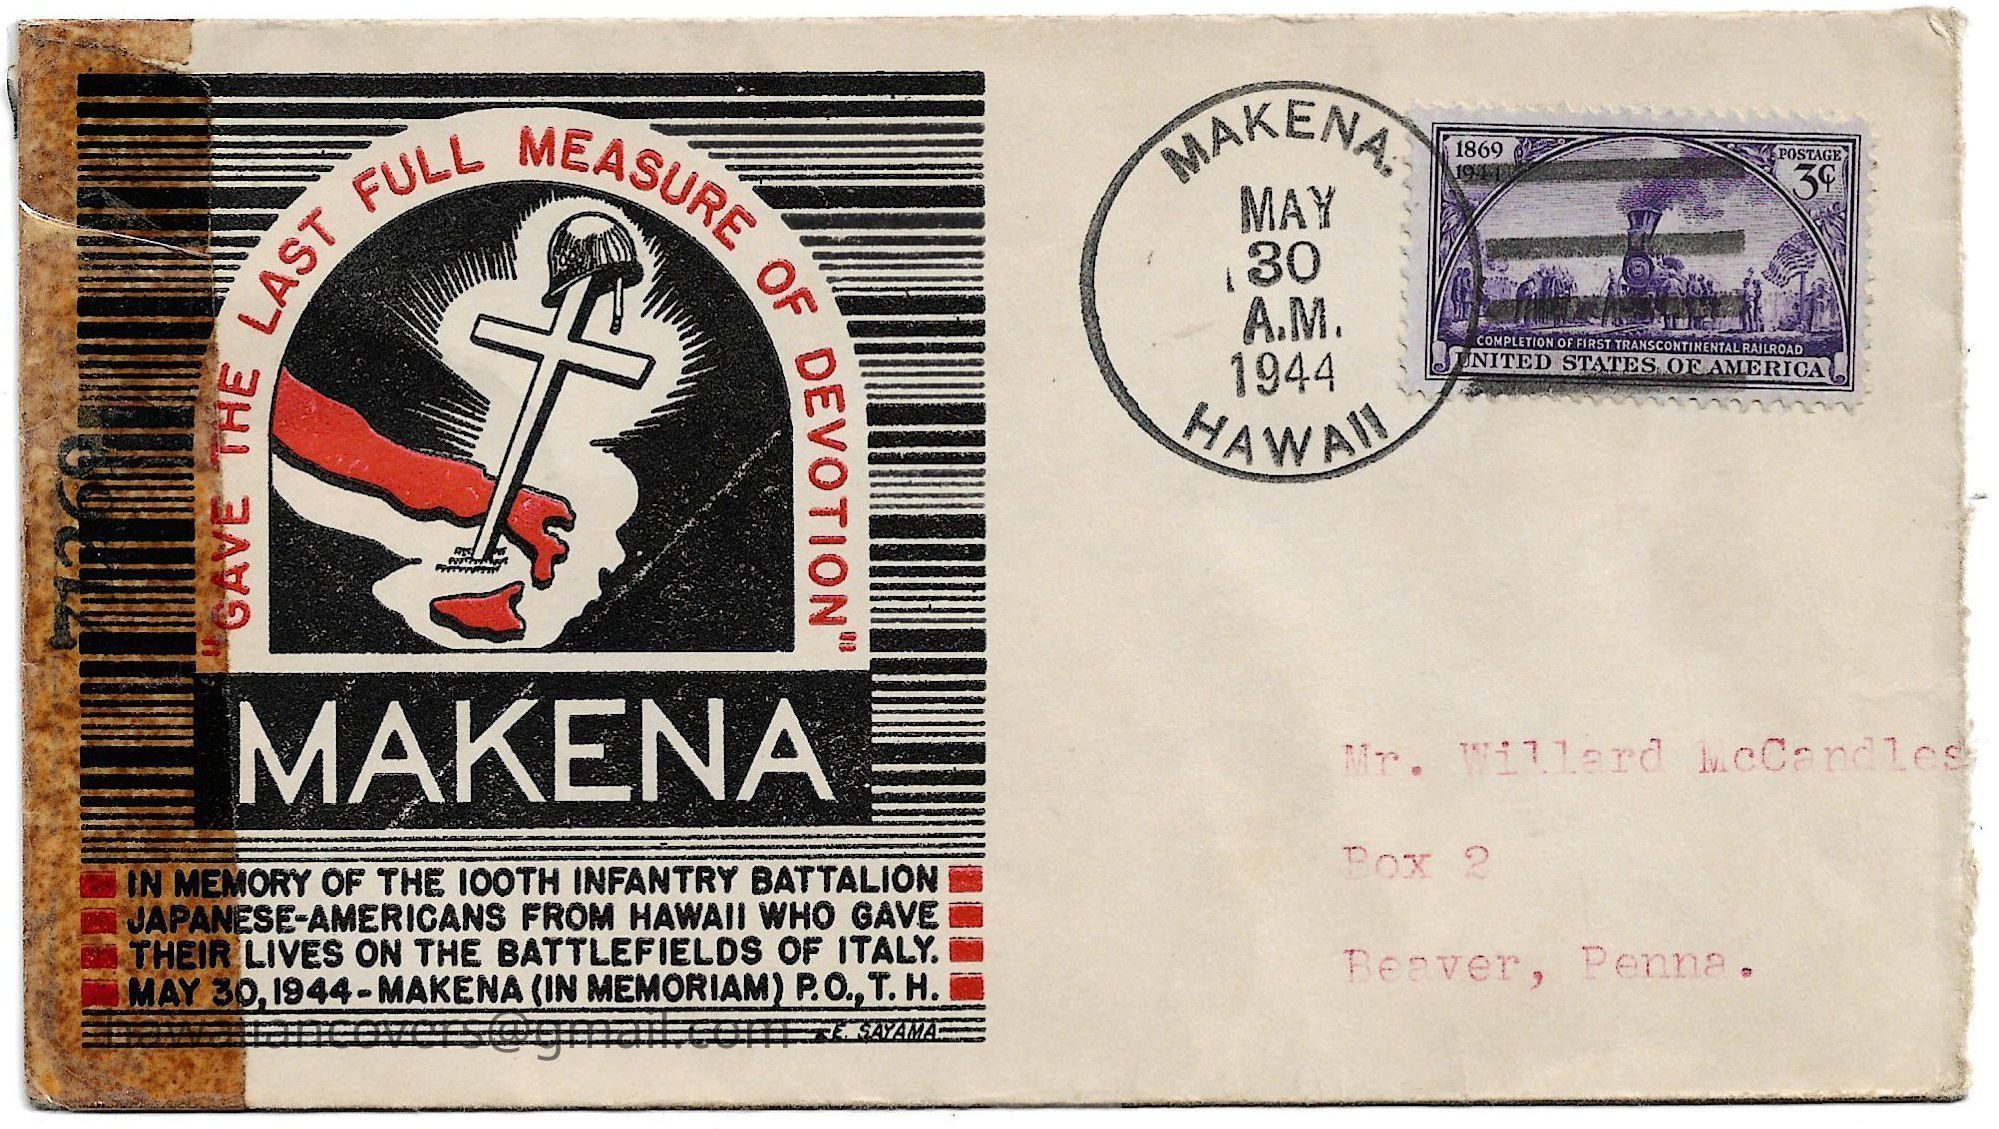 "GAVE THE LAST FULL MEASURE OF DEVOTION"
MAKENA
IN MEMORY OF THE 100TH INFANTRY BATTALION
JAPANESE-AMERICANS FROM HAWAII WHO GAVE
THEIR LIVES ON THE BATTLEFIELDS OF ITALY.
MAY 30, 1944-MAKENA (IN MEMORIAM) P.O., T. H.
E. SAYAMA
hawaiiancovers@gmail.com
MAKENA.
MAY
30
A.M.
1944
HAWAII
1869
1944
POSTAGE
3¢
COMPLETION OF FIRST TRANSCONTINENTAL RAILROAD
UNITED STATES OF AMERICA
Mr. Willard McCandles
Box 2
Beaver, Penna.